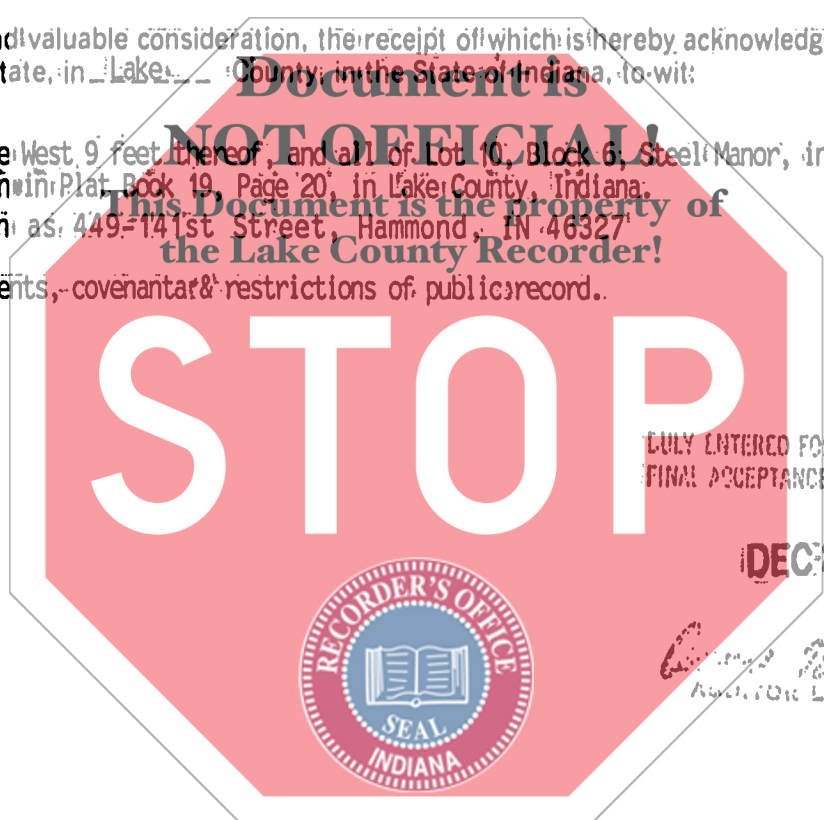 valuable consideration, the receipt of which is hereby acknowledg
tate, in Lake County, in the State of Indiana, to-wit:
Document is
West 9 feet thereof, and all of Lot 10, Block 6, Steel Manor, in
NOT OFFICIAL!
in Plat Book 19, Page 20, in Lake County, Indiana.
This Document is the property of
as 449-141st Street, Hammond, IN 46327
the Lake County Recorder!
ents, covenantar& restrictions of public record.
STOP
DULY ENTERED FO
FINAL ACCEPTANCE
DEC
RECORDER'S OFFICE
SEAL
INDIANA
AUDITOR L